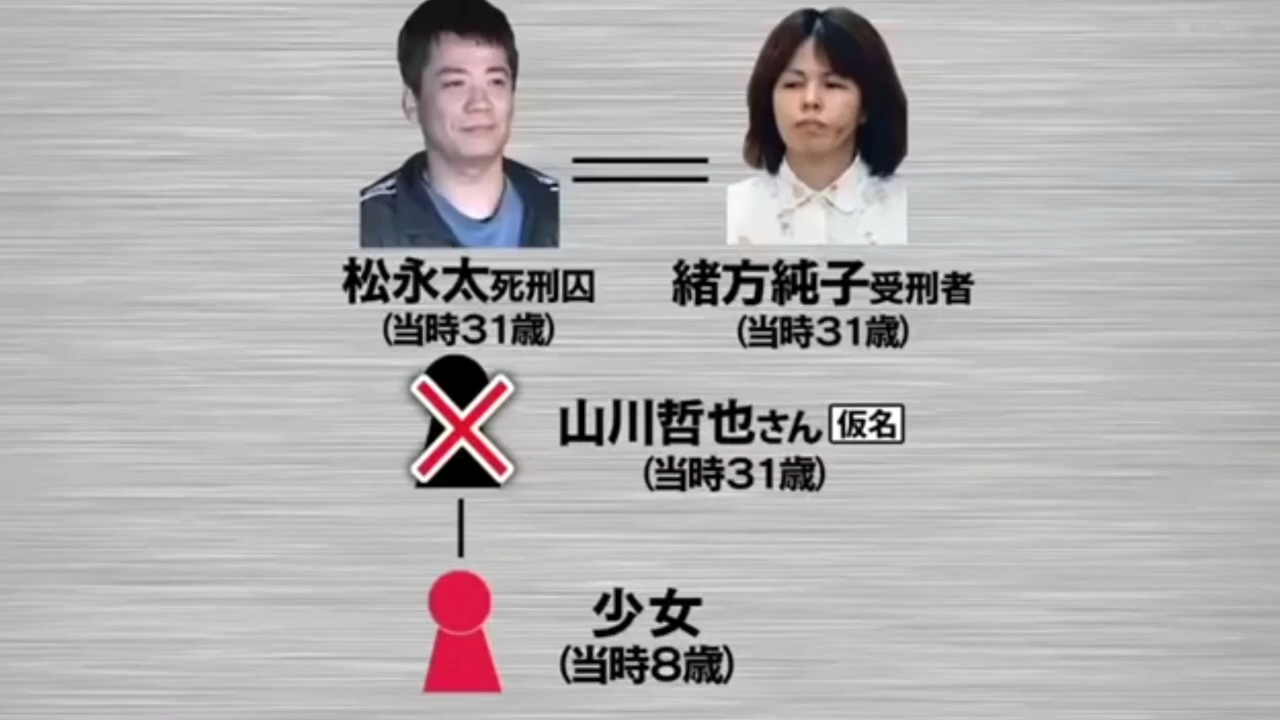 松永太死刑囚
(当時31歳)
緒方純子受刑者
(当時31歳)
山川哲也さん 仮名
(当時31歳)
少女
(当時8歳)